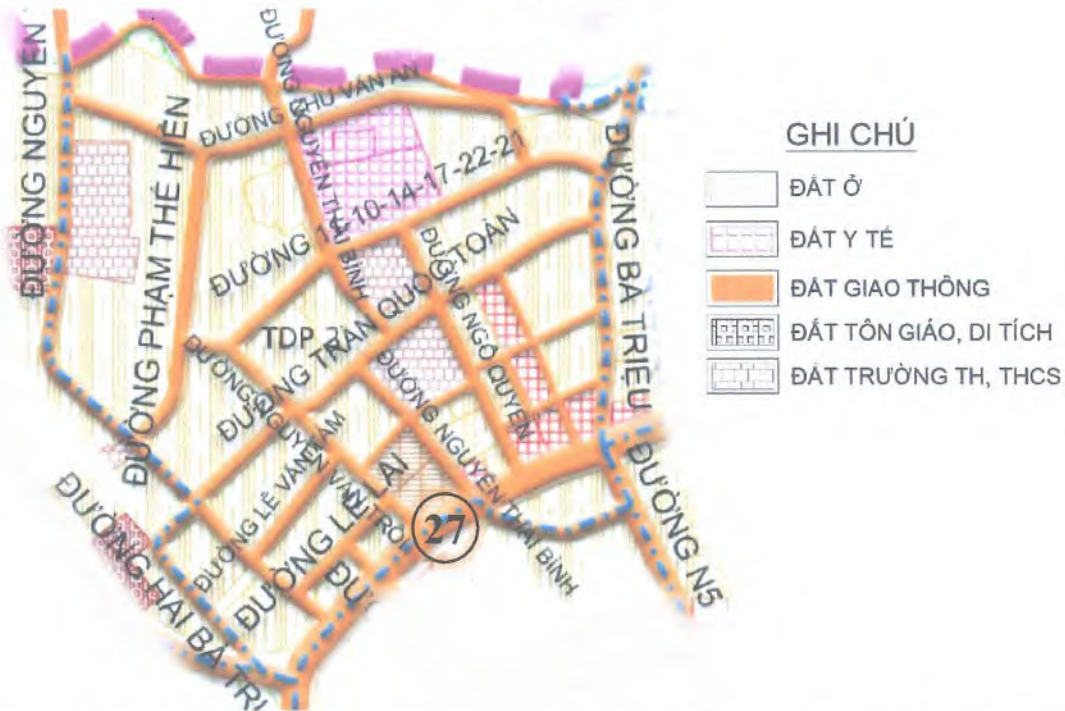 ĐƯỜNG NGUYỄN
ĐƯỜNG PHẠM THẾ HIỂN
ĐƯỜNG CHU VĂN AN
ĐƯỜNG NGUYỄN THÁI BÌNH
10-14-17-22-21
ĐƯỜNG
TDP
ĐƯỜNG TRẦN QUỐC TOẢN
ĐƯỜNG NGÔ QUYỀN
ĐƯỜNG BÀ TRIỆU
ĐƯỜNG NGUYỄN VĂN TRỖI
ĐƯỜNG LÊ VĂN TÁM
ĐƯỜNG LÊ LAI
ĐƯỜNG NGUYỄN THÁI BÌNH
ĐƯỜNG HAI BÀ TRƯ
ĐƯỜNG N5
27
GHI CHÚ
ĐẤT Ở
ĐẤT Y TẾ
ĐẤT GIAO THÔNG
ĐẤT TÔN GIÁO, DI TÍCH
ĐẤT TRƯỜNG TH, THCS